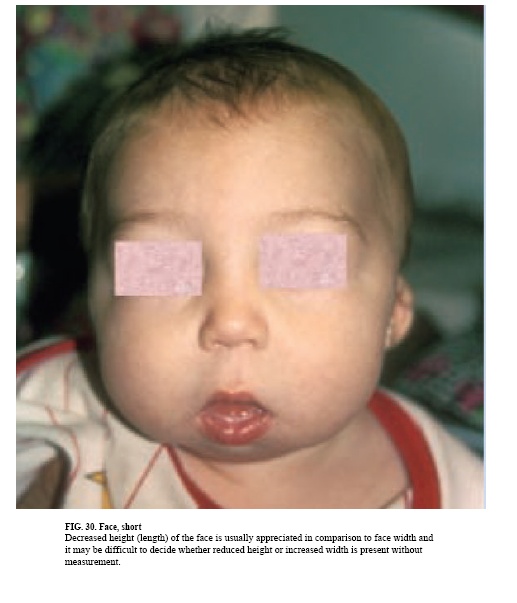 FIG. 30. Face, short
Decreased height (length) of the face is usually appreciated in comparison to face width and
it may be difficult to decide whether reduced height or increased width is present without
measurement.